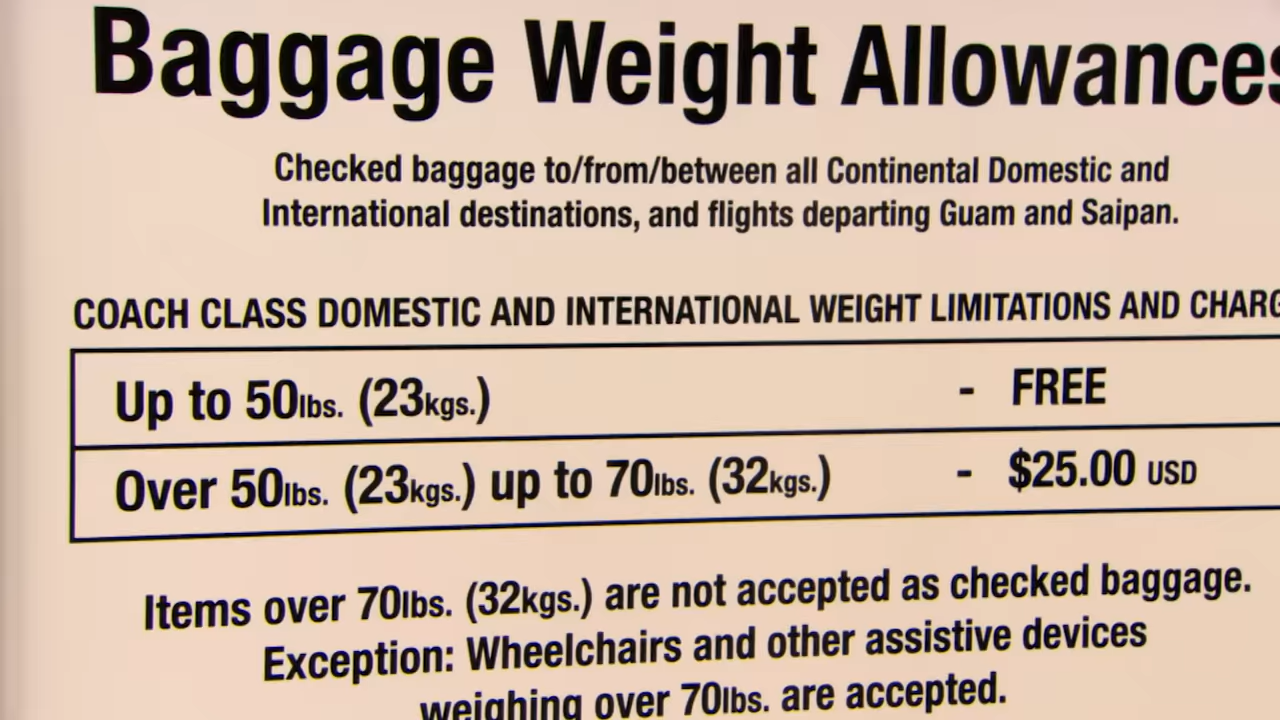 Baggage Weight Allowances
Checked baggage to/from/between all Continental Domestic and
International destinations, and flights departing Guam and Saipan.
COACH CLASS DOMESTIC AND INTERNATIONAL WEIGHT LIMITATIONS AND
Up to 50lbs. (23kgs.) - FREE
Over 50lbs. (23kgs.) up to 70lbs. (32kgs.) - $25.00 USD
Items over 70lbs. (32kgs.) are not accepted as checked baggage.
Exception: Wheelchairs and other assistive devices
weighing over 70lbs. are accepted.